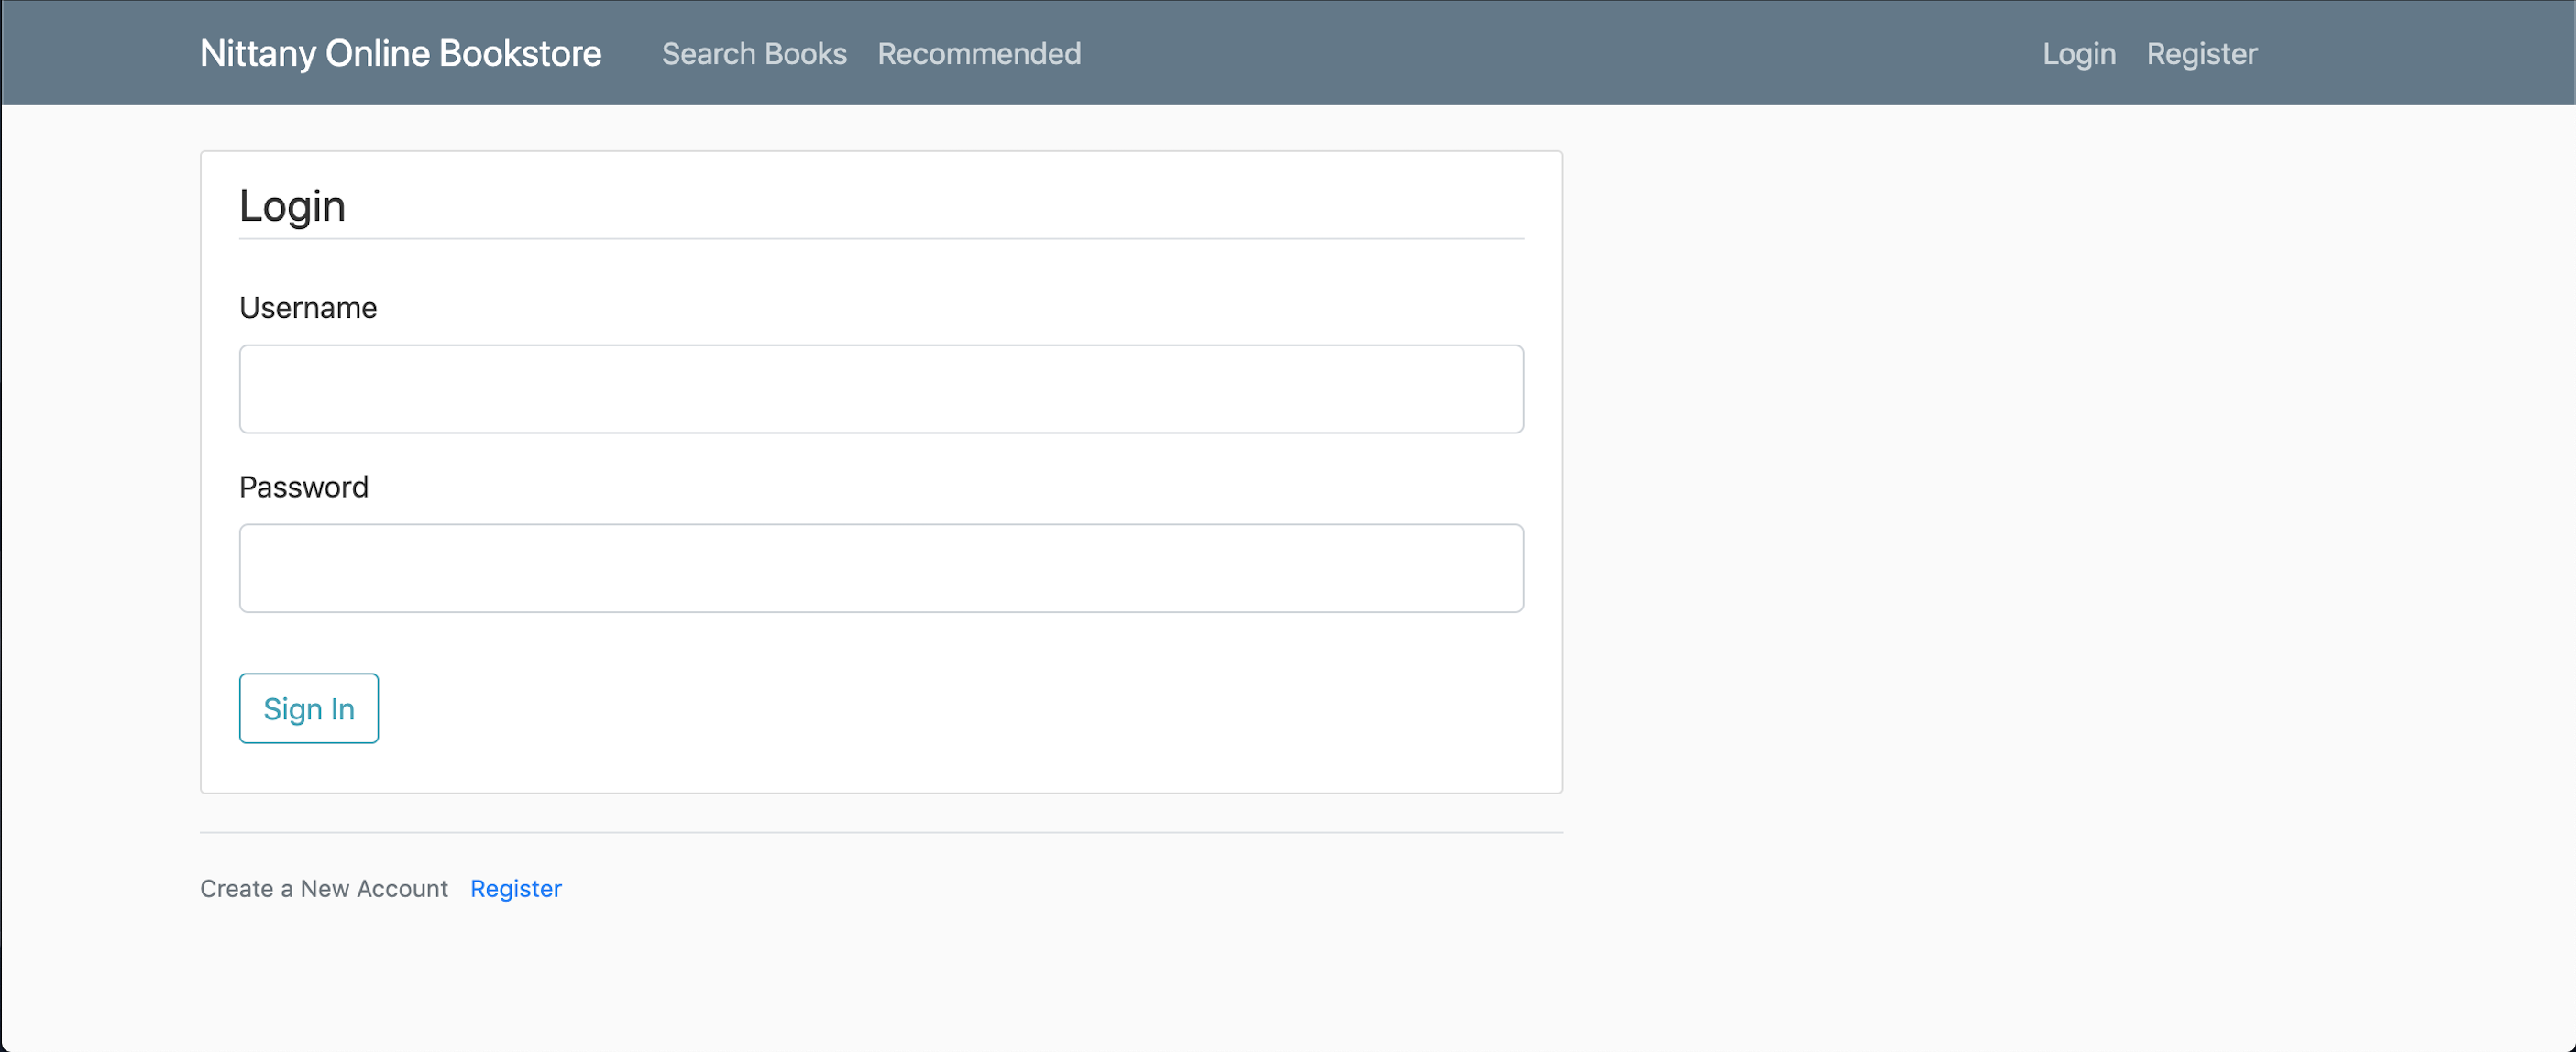 Nittany Online Bookstore Search Books Recommended Login Register
Login
Username
Password
Sign In
Create a New Account Register